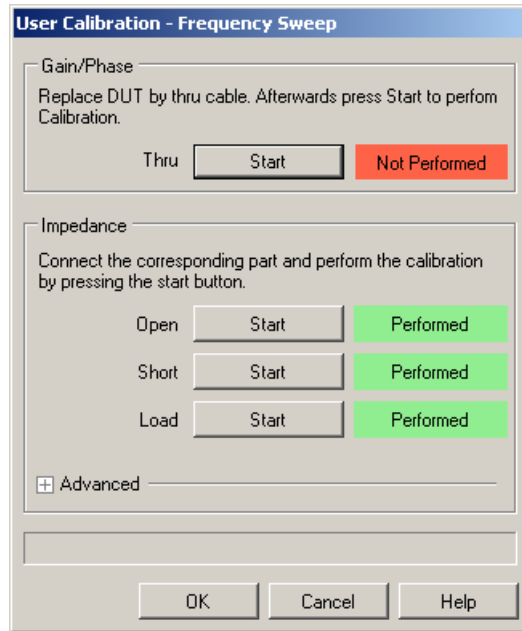 User Calibration - Frequency Sweep
Gain/Phase
Replace DUT by thru cable. Afterwards press Start to perfom
Calibration.
Thru Start Not Performed
Impedance
Connect the corresponding part and perform the calibration
by pressing the start button.
Open Start Performed
Short Start Performed
Load Start Performed
Advanced
OK Cancel Help